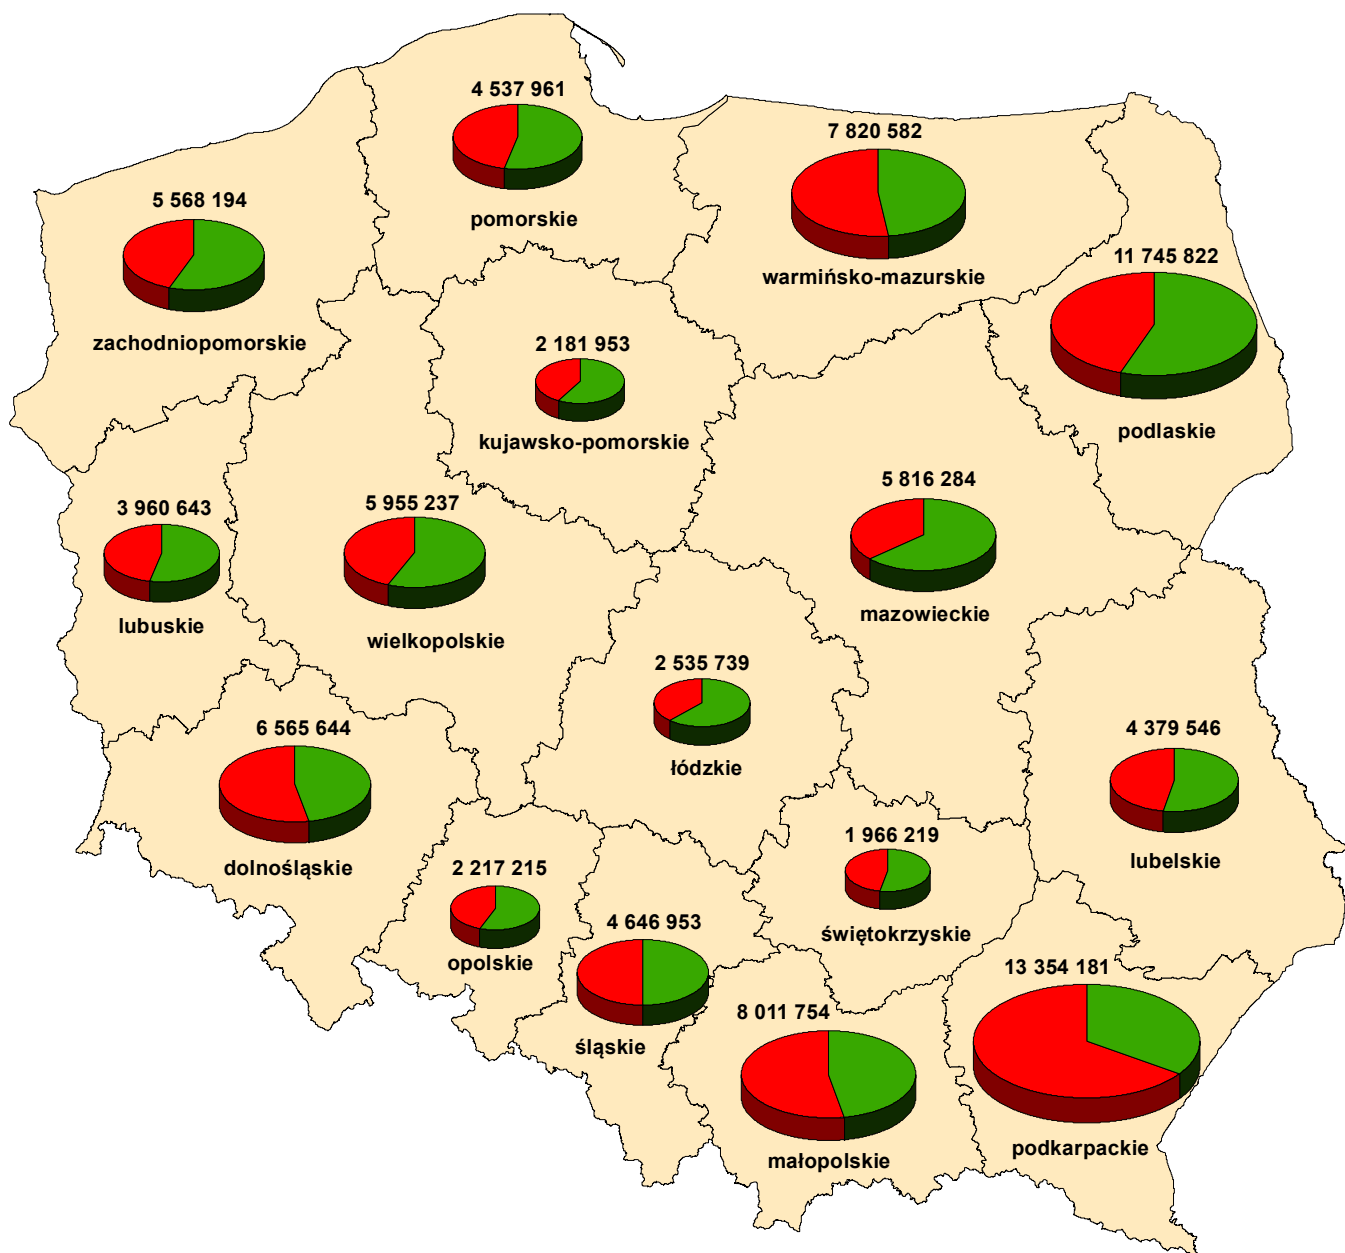 4 537 961
pomorskie
7 820 582
warmińsko-mazurskie
5 568 194
zachodniopomorskie
11 745 822
podlaskie
2 181 953
kujawsko-pomorskie
3 960 643
lubuskie
5 955 237
wielkopolskie
5 816 284
mazowieckie
2 535 739
łódzkie
6 565 644
dolnośląskie
4 379 546
lubelskie
2 217 215
opolskie
4 646 953
śląskie
1 966 219
świętokrzyskie
8 011 754
małopolskie
13 354 181
podkarpackie